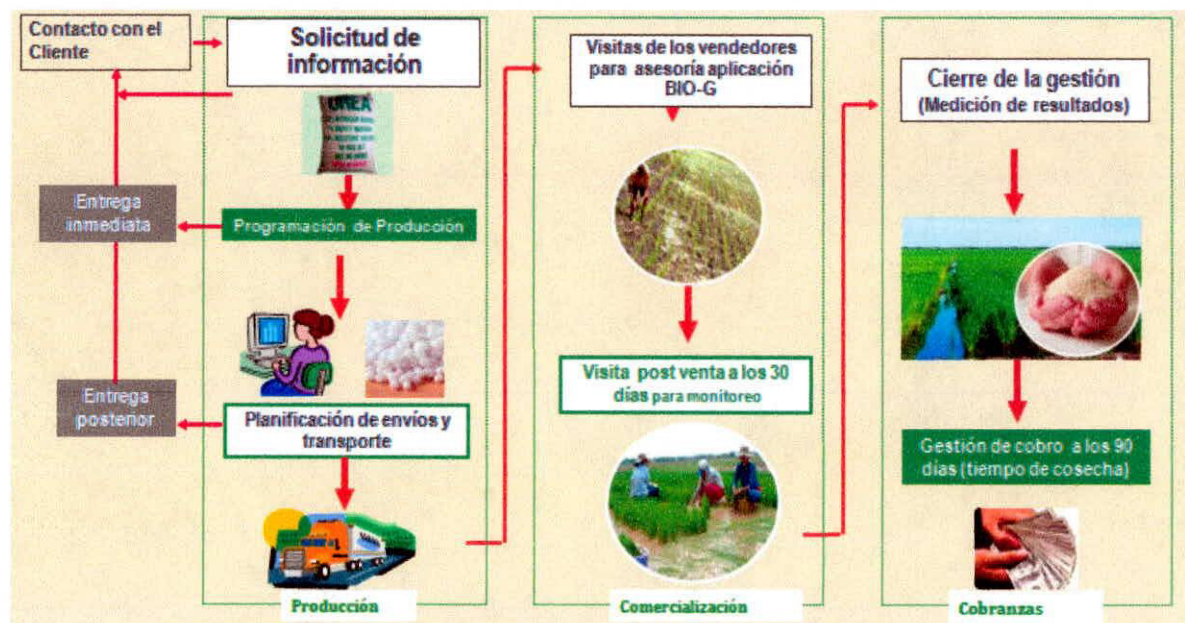 Contacto con el
Cliente
Solicitud de
información
UREA
Entrega
inmediata
Programación de Producción
Entrega
posterior
Planificación de envíos y
transporte
Producción
Visitas de los vendedores
para asesoría aplicación
BIO-G
Visita post venta a los 30
días para monitoreo
Comercialización
Cierre de la gestión
(Medición de resultados)
Gestión de cobro a los 90
días (tiempo de cosecha)
Cobranzas